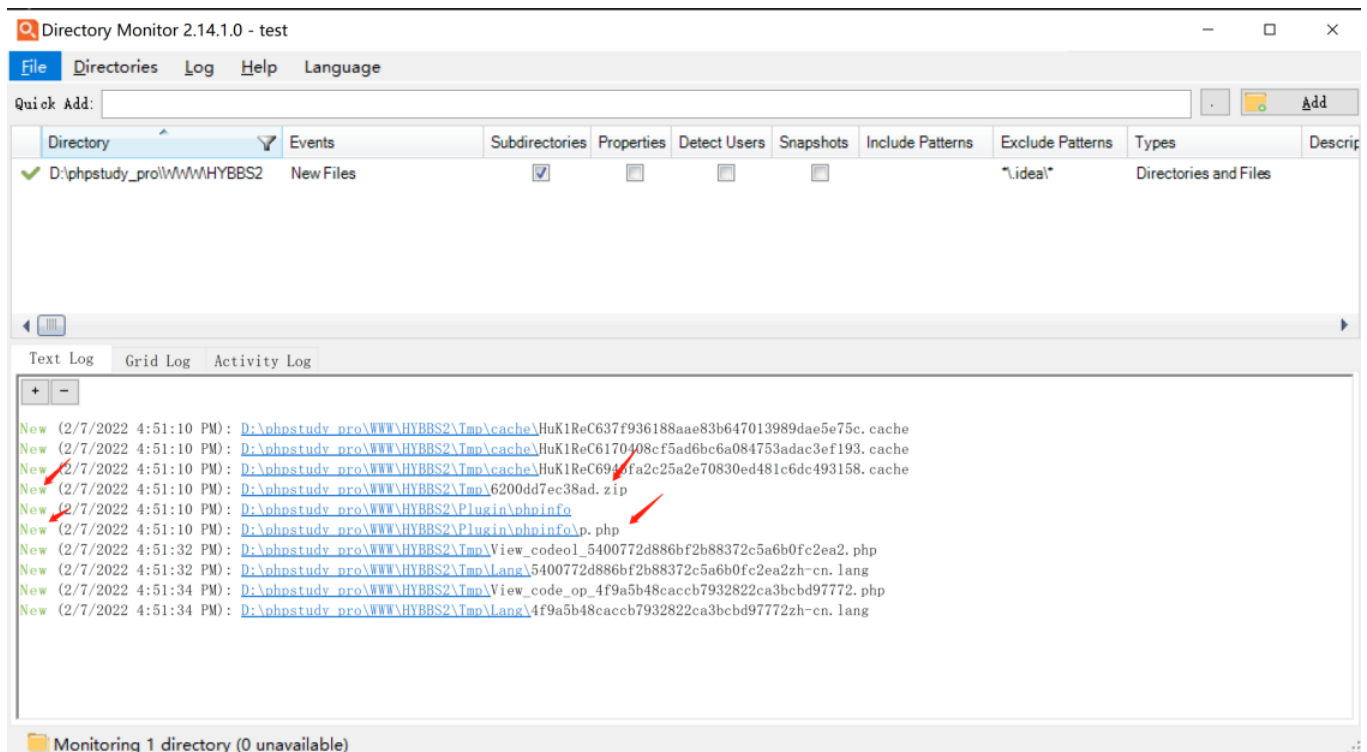 Directory Monitor 2.14.1.0 - test
File Directories Log Help Language
Quick Add: . Add
Directory Events Subdirectories Properties Detect Users Snapshots Include Patterns Exclude Patterns Types Descrip
D:\phpstudy_pro\WWW\HYBBS2 New Files *\.idea\* Directories and Files
Text Log Grid Log Activity Log
+ −
New (2/7/2022 4:51:10 PM): D:\phpstudy_pro\WWW\HYBBS2\Tmp\cache\HuK1ReC637f936188aae83b647013989dae5e75c.cache
New (2/7/2022 4:51:10 PM): D:\phpstudy_pro\WWW\HYBBS2\Tmp\cache\HuK1ReC6170408cf5ad6bc6a084753adac3ef193.cache
New (2/7/2022 4:51:10 PM): D:\phpstudy_pro\WWW\HYBBS2\Tmp\cache\
New (2/7/2022 4:51:10 PM): D:\phpstudy_pro\WWW\HYBBS2\Tmp\6200dd7ec38ad.zip
New (2/7/2022 4:51:10 PM): D:\phpstudy_pro\WWW\HYBBS2\Plugin\phpinfo
New (2/7/2022 4:51:10 PM): D:\phpstudy_pro\WWW\HYBBS2\Plugin\phpinfo\p.php
New (2/7/2022 4:51:32 PM): D:\phpstudy_pro\WWW\HYBBS2\Tmp\View_codeol_5400772d886bf2b88372c5a6b0fc2ea2.php
New (2/7/2022 4:51:32 PM): D:\phpstudy_pro\WWW\HYBBS2\Tmp\Lang\5400772d886bf2b88372c5a6b0fc2ea2zh-cn.lang
New (2/7/2022 4:51:34 PM): D:\phpstudy_pro\WWW\HYBBS2\Tmp\View_code_op_4f9a5b48caccb7932822ca3bcbd97772.php
New (2/7/2022 4:51:34 PM): D:\phpstudy_pro\WWW\HYBBS2\Tmp\Lang\4f9a5b48caccb7932822ca3bcbd97772zh-cn.lang
Monitoring 1 directory (0 unavailable)